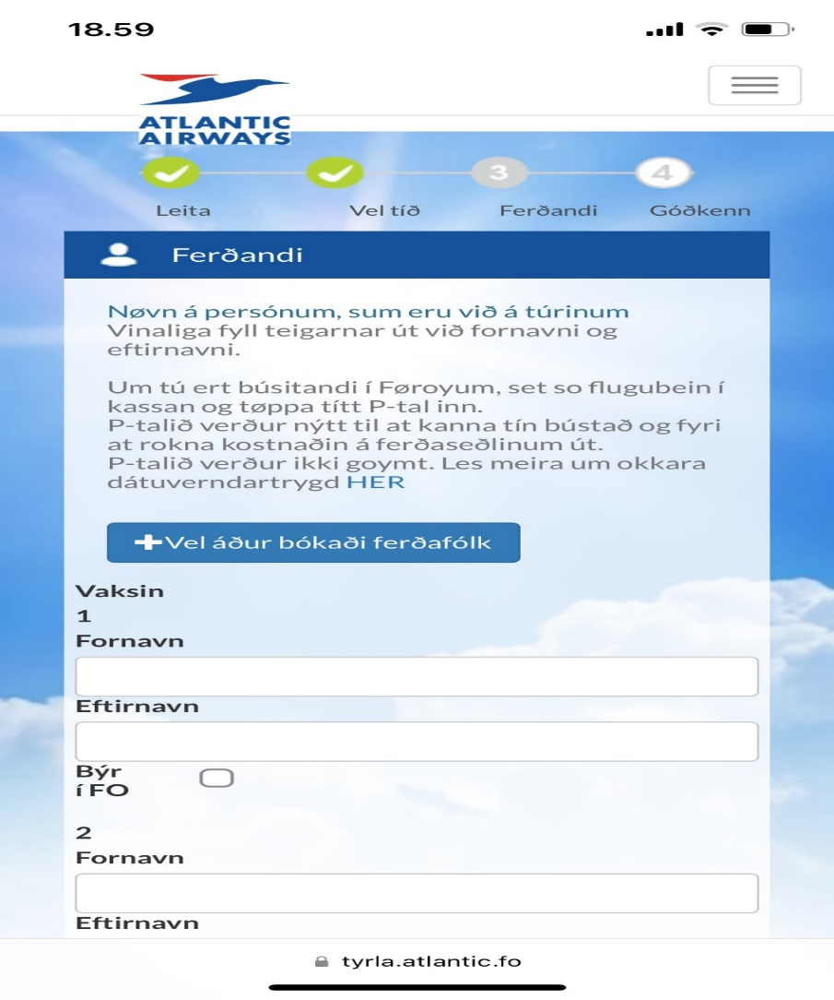 18.59
ATLANTIC
AIRWAYS
3
4
Leita
Vel tíð
Ferðandi
Góðkenn
Ferðandi
Nøvn á persónum, sum eru við á túrinum
Vinaliga fyll teigarnar út við fornavni og
eftirnavni.
Um tú ert búsitandi í Føroyum, set so flugubein í
kassan og tøppa títt P-tal inn.
P-talið verður nýtt til at kanna tín bústað og fyri
at rokna kostnaðin á ferðaseðlinum út.
P-talið verður ikki goymt. Les meira um okkara
dátuverndartrygd HER
Vel áður bókaði ferðafólk
Vaksin
1
Fornavn
Eftirnavn
Býr
í FO
2
Fornavn
Eftirnavn
tyrla.atlantic.fo